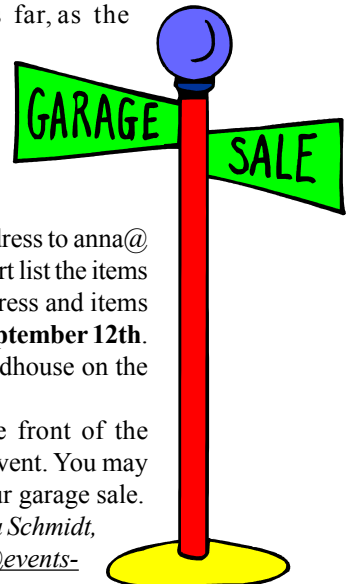 s far, as the
GARAGE
SALE
dress to anna@
rt list the items
ress and items
ptember 12th.
dhouse on the
e front of the
vent. You may
ur garage sale.
Schmidt,
@events-